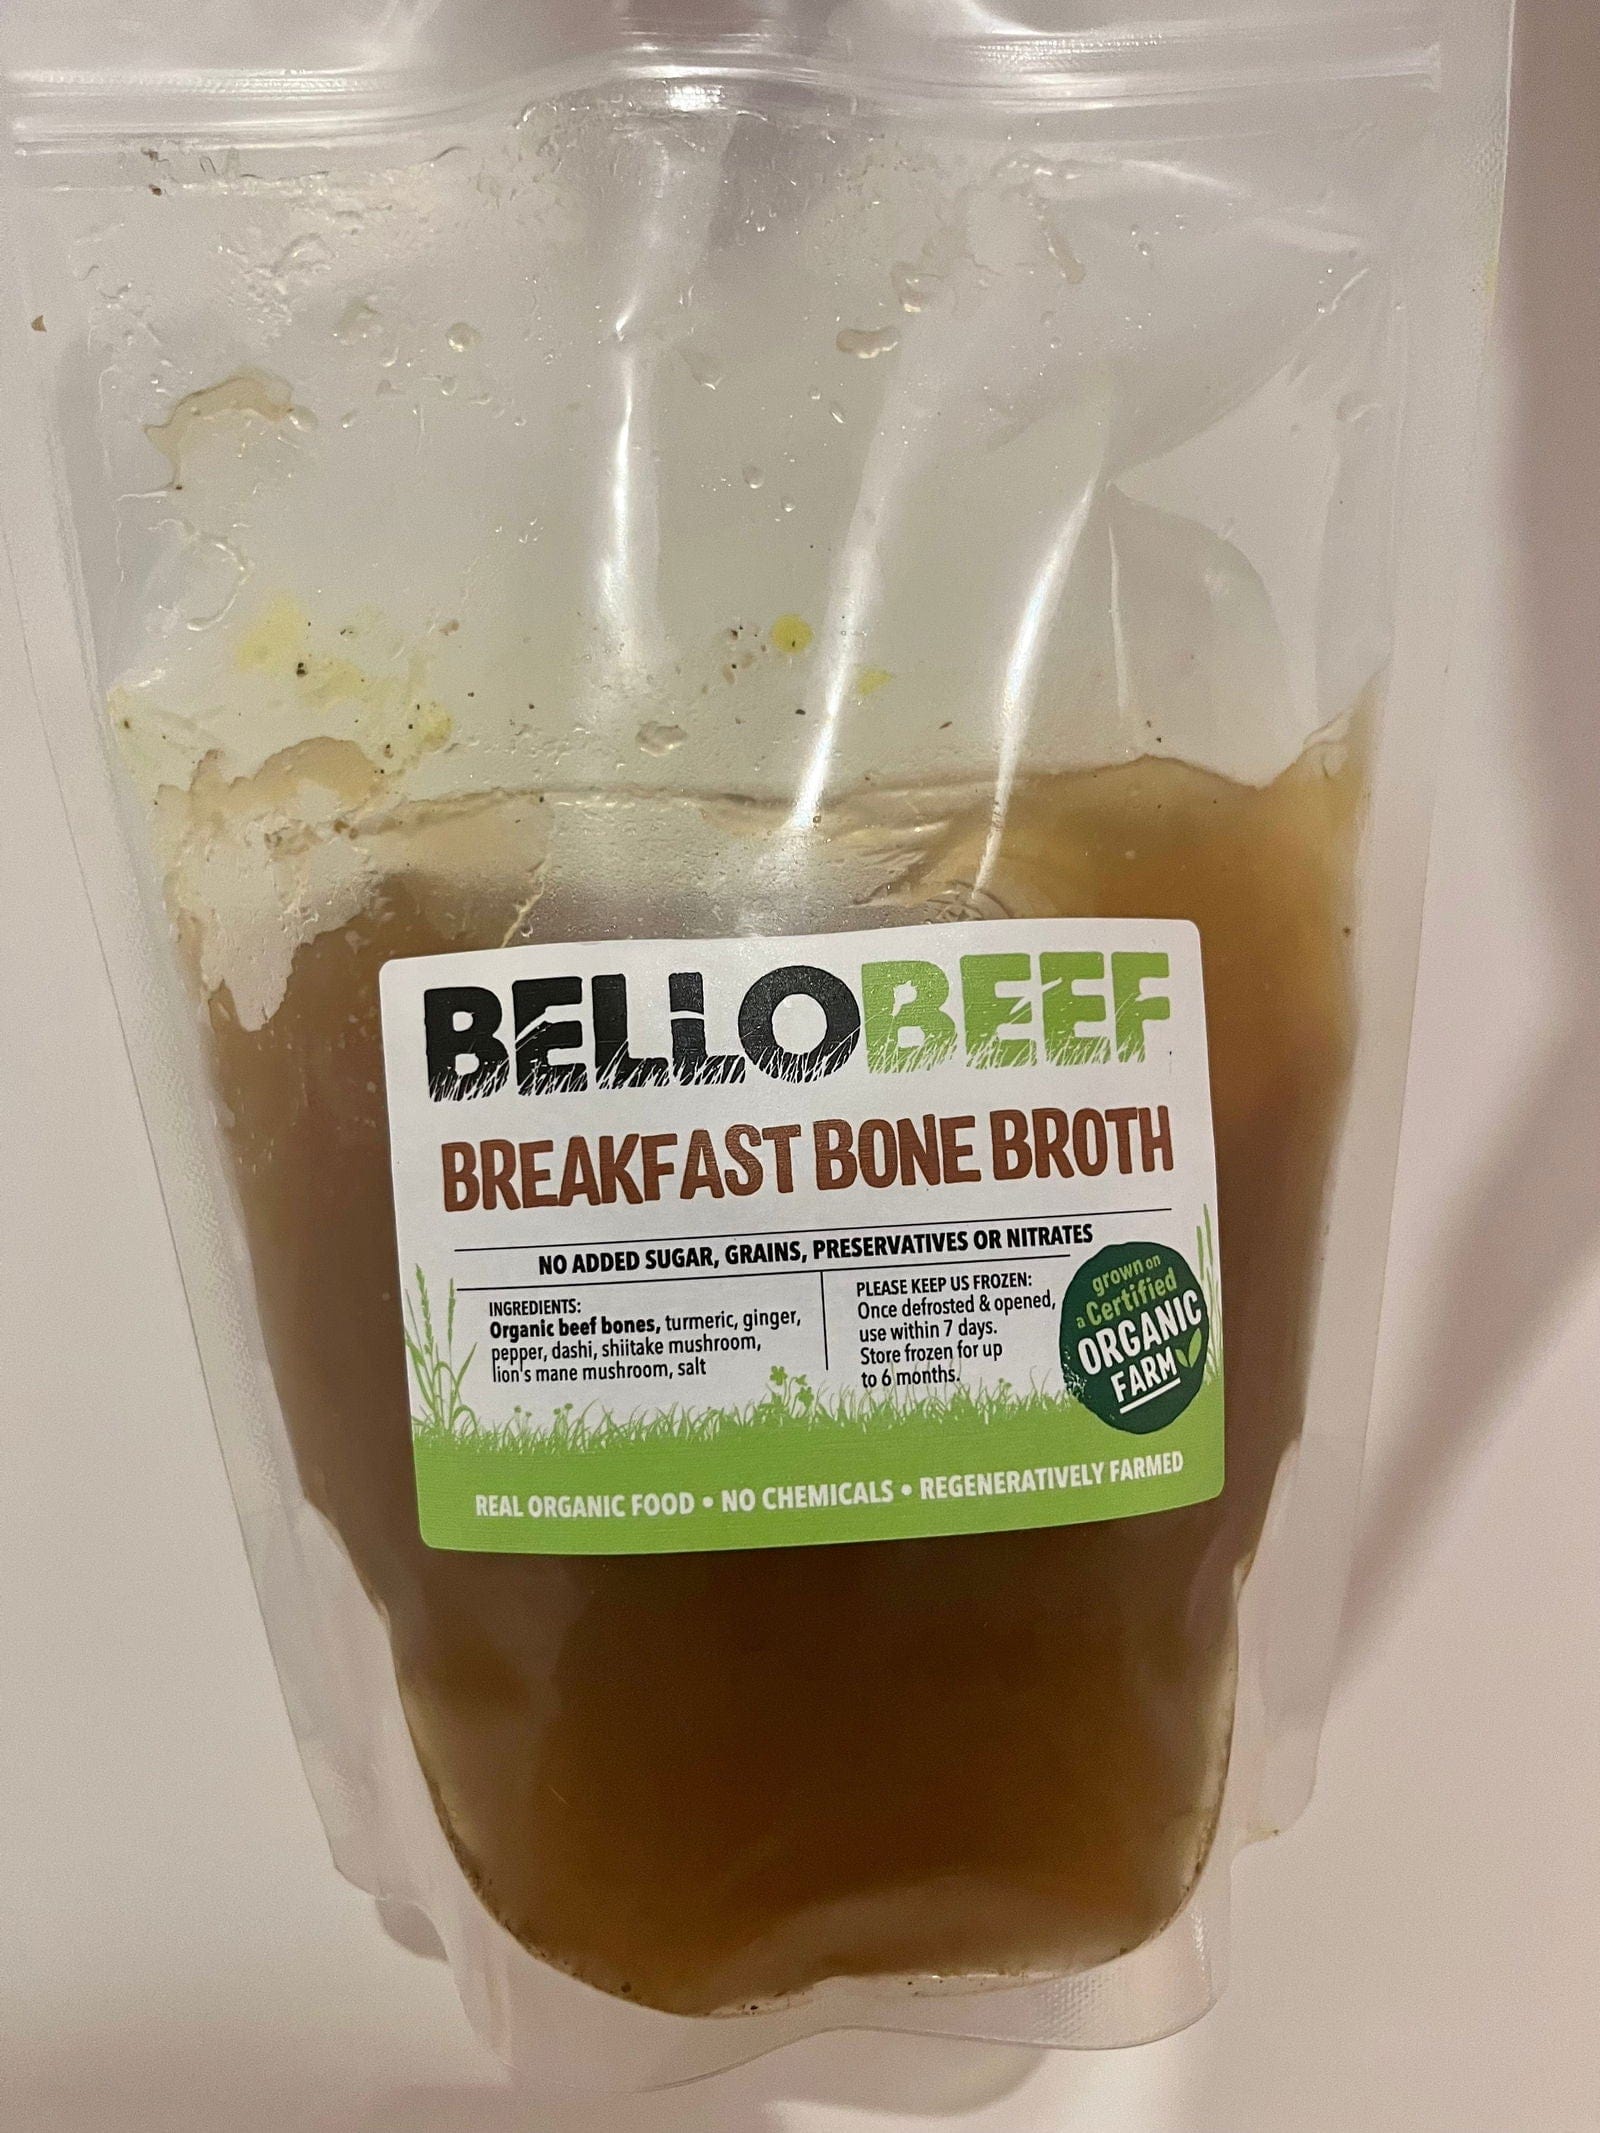 BELLOBEEF
BREAKFAST BONE BROTH
NO ADDED SUGAR, GRAINS, PRESERVATIVES OR NITRATES
INGREDIENTS:
Organic beef bones, turmeric, ginger,
pepper, dashi, shiitake mushroom,
lion's mane mushroom, salt
PLEASE KEEP US FROZEN:
Once defrosted & opened,
use within 7 days.
Store frozen for up
to 6 months.
grown on
a Certified
ORGANIC
FARM
REAL ORGANIC FOOD • NO CHEMICALS • REGENERATIVELY FARMED